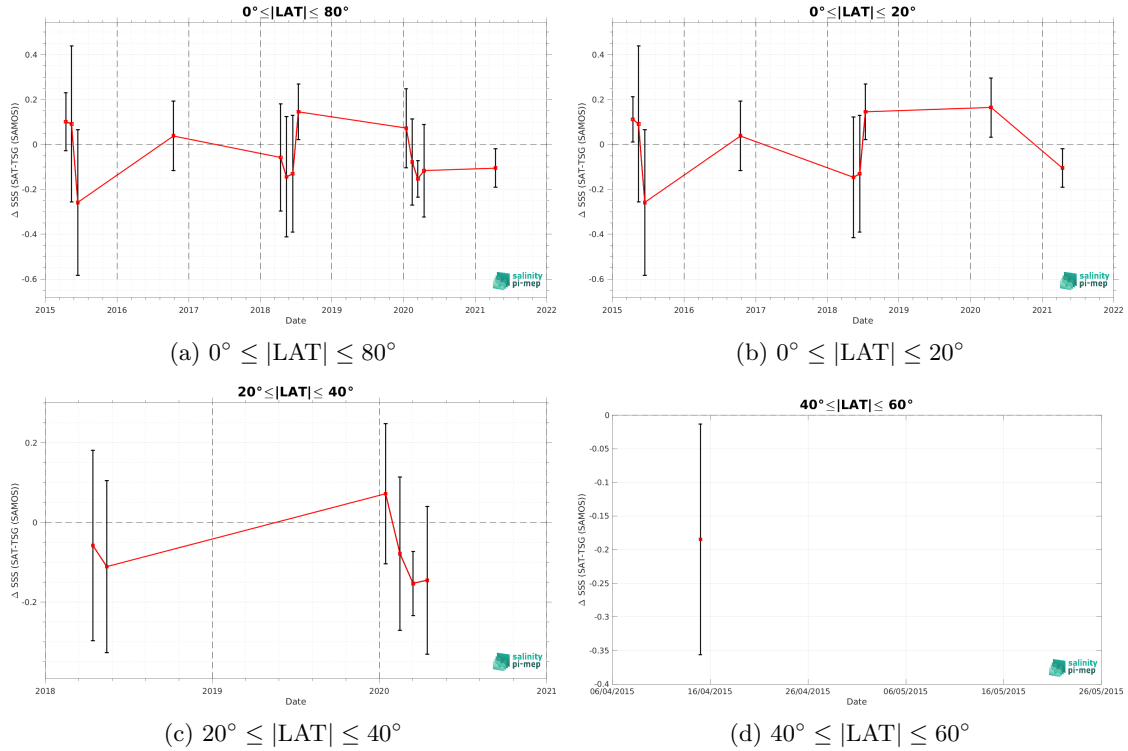 0°≤|LAT|≤ 80°
Δ SSS (SAT-TSG (SAMOS))
0.4
0.2
0
-0.2
-0.4
-0.6
2015 2016 2017 2018 2019 2020 2021 2022
Date
salinity
pi-mep
(a) 0° ≤ |LAT| ≤ 80°
0°≤|LAT|≤ 20°
Δ SSS (SAT-TSG (SAMOS))
0.4
0.2
0
-0.2
-0.4
-0.6
2015 2016 2017 2018 2019 2020 2021 2022
Date
salinity
pi-mep
(b) 0° ≤ |LAT| ≤ 20°
20°≤|LAT|≤ 40°
Δ SSS (SAT-TSG (SAMOS))
0.2
0
-0.2
2018 2019 2020 2021
Date
salinity
pi-mep
(c) 20° ≤ |LAT| ≤ 40°
40°≤|LAT|≤ 60°
Δ SSS (SAT-TSG (SAMOS))
0
-0.05
-0.1
-0.15
-0.2
-0.25
-0.3
-0.35
-0.4
06/04/2015 16/04/2015 26/04/2015 06/05/2015 16/05/2015 26/05/2015
Date
salinity
pi-mep
(d) 40° ≤ |LAT| ≤ 60°